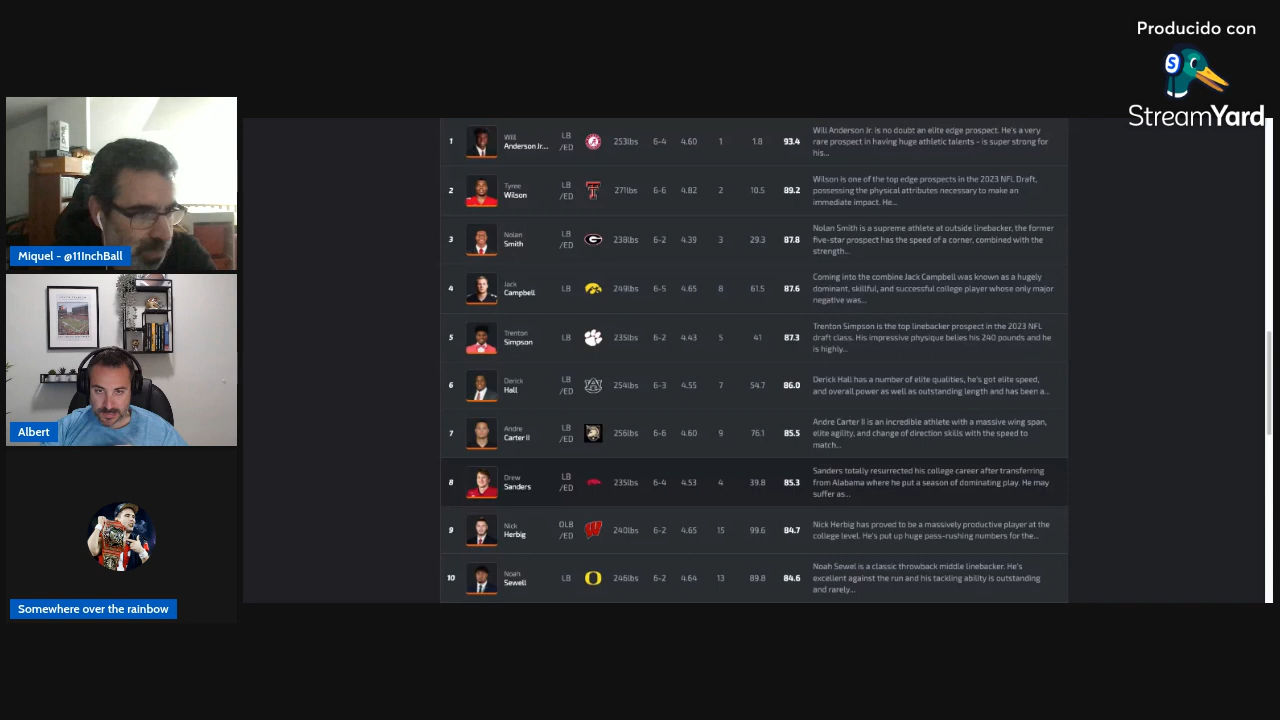 Producido con
StreamYard
Miquel - @11InchBall
Albert
Somewhere over the rainbow
1 Will Anderson Jr... LB /ED 253lbs 6-4 4.60 1 1.8 93.4
Will Anderson Jr. is no doubt an elite edge prospect. He's a very
rare prospect in having huge athletic talents - is super strong for
his...
2 Tyree Wilson LB /ED 271lbs 6-6 4.82 2 10.5 89.2
Wilson is one of the top edge prospects in the 2023 NFL Draft,
possessing the physical attributes necessary to make an
immediate impact. He...
3 Nolan Smith LB /ED 238lbs 6-2 4.39 3 29.3 87.8
Nolan Smith is a supreme athlete at outside linebacker, the former
five-star prospect has the speed of a corner, combined with the
strength...
4 Jack Campbell LB 249lbs 6-5 4.65 8 61.5 87.6
Coming into the combine Jack Campbell was known as a hugely
dominant, skillful, and successful college player whose only major
negative was...
5 Trenton Simpson LB 235lbs 6-2 4.43 5 41 87.3
Trenton Simpson is the top linebacker prospect in the 2023 NFL
draft class. His impressive physique belies his 240 pounds and he
is highly...
6 Derick Hall LB /ED 254lbs 6-3 4.55 7 54.7 86.0
Derick Hall has a number of elite qualities, he's got elite speed,
and overall power as well as outstanding length and has been a...
7 Andre Carter II LB /ED 256lbs 6-6 4.60 9 76.1 85.5
Andre Carter II is an incredible athlete with a massive wing span,
elite agility, and change of direction skills with the speed to
match...
8 Drew Sanders LB /ED 235lbs 6-4 4.53 4 39.8 85.3
Sanders totally resurrected his college career after transferring
from Alabama where he put a season of dominating play. He may
suffer as...
9 Nick Herbig OLB /ED 240lbs 6-2 4.65 15 99.6 84.7
Nick Herbig has proved to be a massively productive player at the
college level. He's put up huge pass-rushing numbers for the...
10 Noah Sewell LB 246lbs 6-2 4.64 13 89.8 84.6
Noah Sewel is a classic throwback middle linebacker. He's
excellent against the run and his tackling ability is outstanding
and rarely...